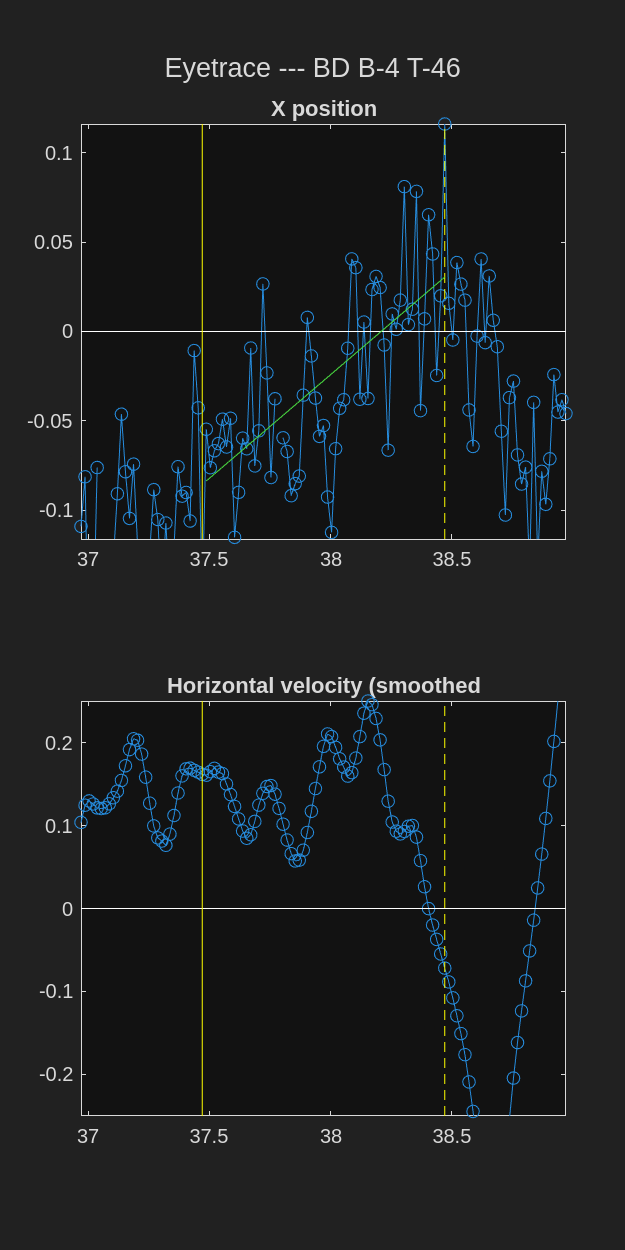 Eyetrace --- BD B-4 T-46
X position
0.1
0.05
0
-0.05
-0.1
37 37.5 38 38.5
Horizontal velocity (smoothed
0.2
0.1
0
-0.1
-0.2
37 37.5 38 38.5